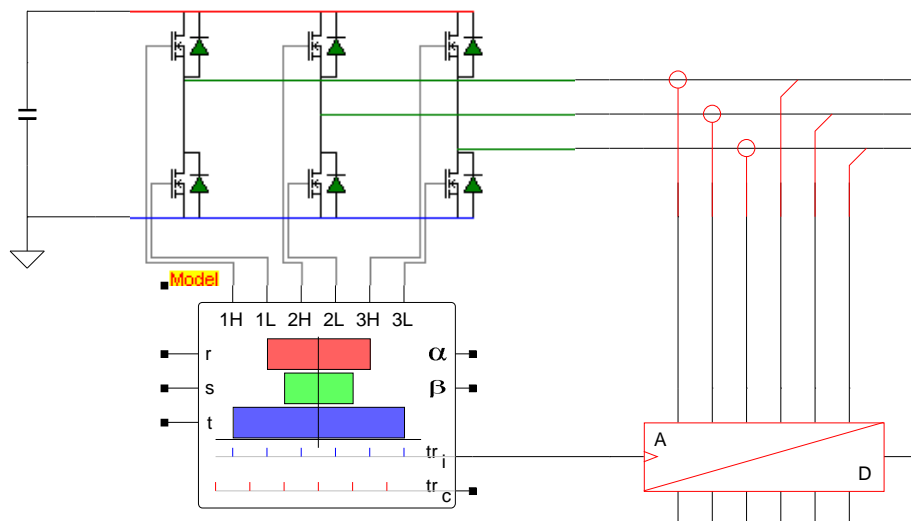 Model
1H 1L 2H 2L 3H 3L
r α
s β
t
tr i
tr c
A
D